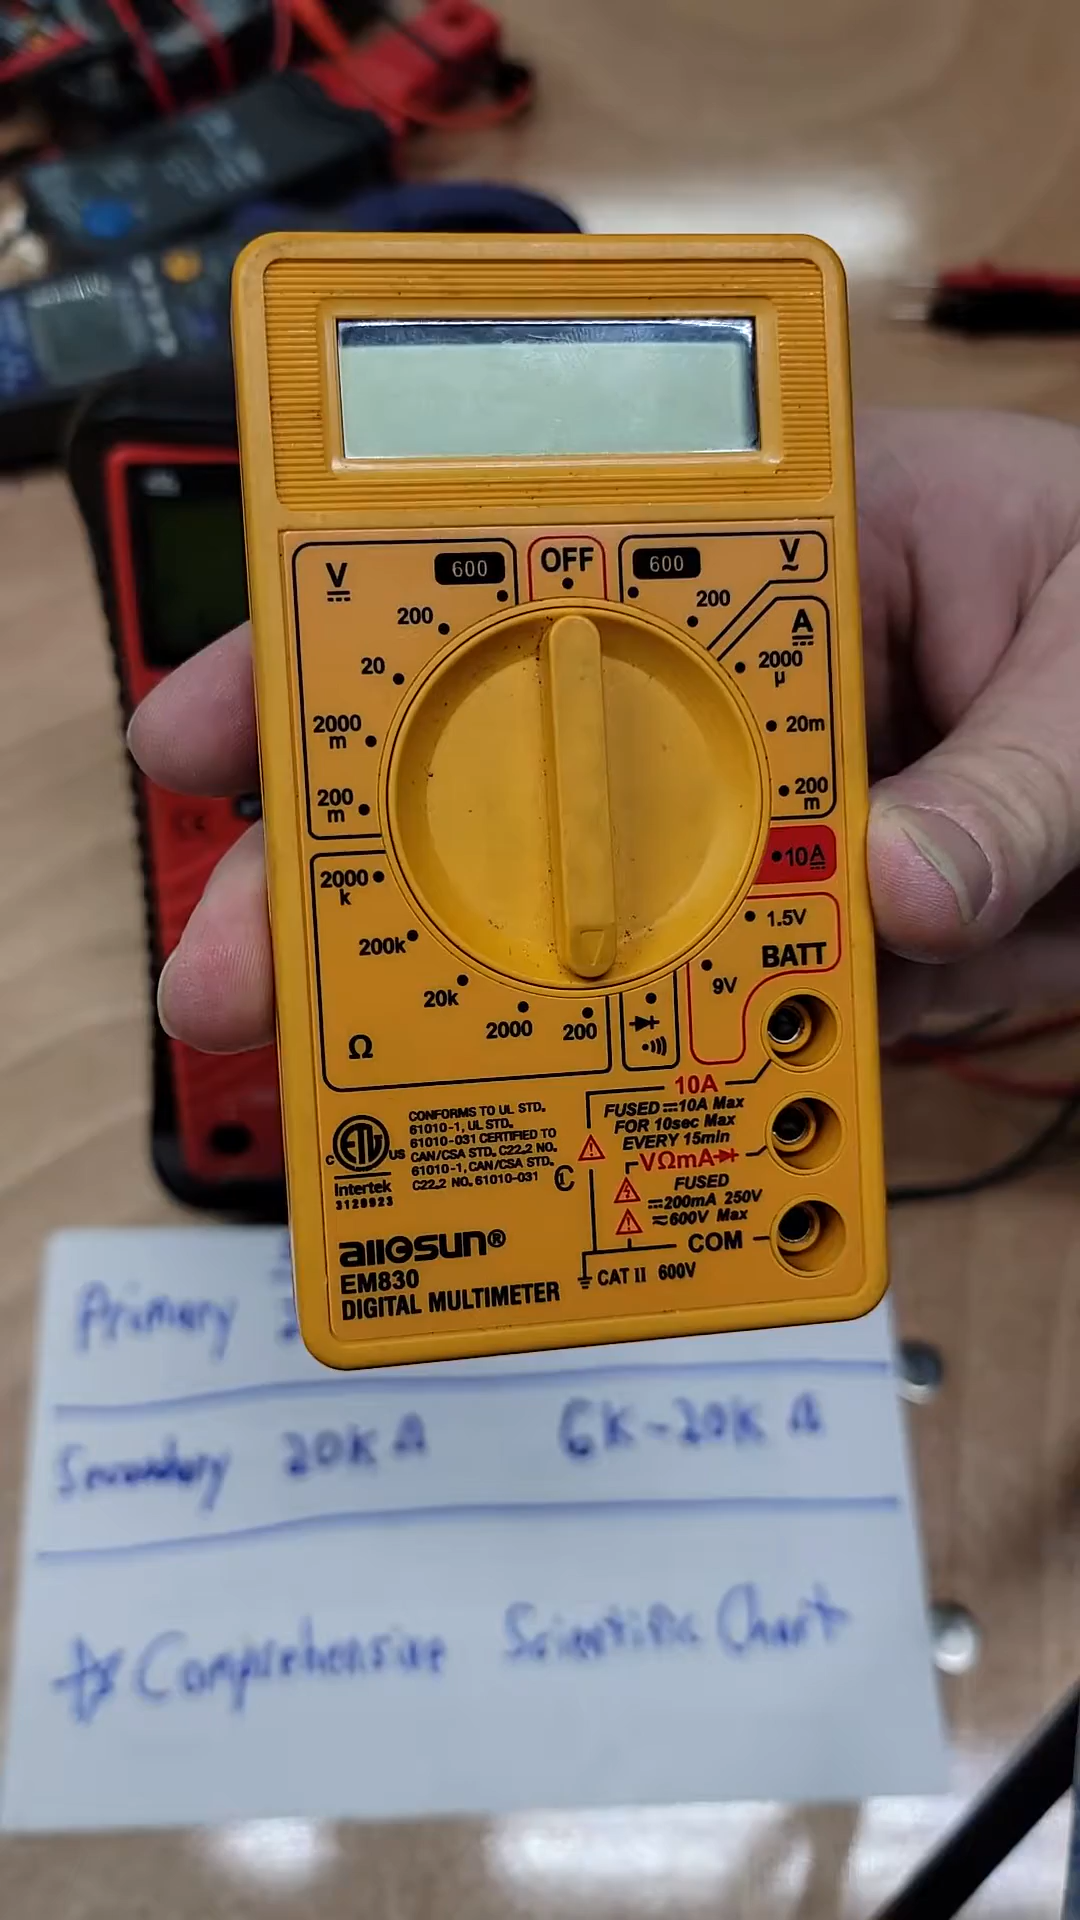 V
600
OFF
600
V
200
200
A
20
2000
μ
2000
m
20m
200
m
200
m
10A
2000
k
1.5V
200k
BATT
9V
20k
2000
200
Ω
10A
CONFORMS TO UL STD.
61010-1, UL STD.
61010-031 CERTIFIED TO
CAN/CSA STD. C22.2 NO.
61010-1, CAN/CSA STD.
C22.2 NO. 61010-031
FUSED 10A Max
FOR 10sec Max
EVERY 15min
ETL
C US
Intertek
3120923
VΩmA
FUSED
200mA 250V
600V Max
COM
CAT II 600V
allosun®
EM830
DIGITAL MULTIMETER
Primary
Secondary 20K Ω 6K-20K Ω
Comprehensive Scientific Chart